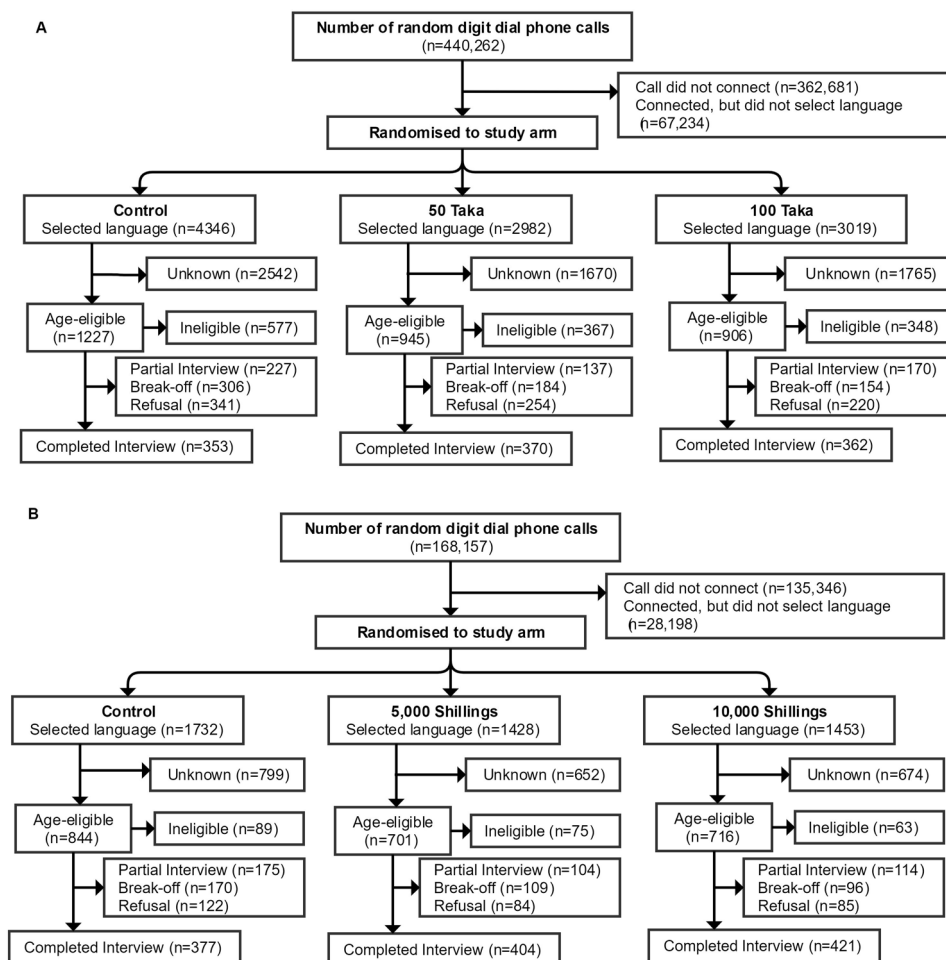 A
Number of random digit dial phone calls
(n=440,262)
Call did not connect (n=362,681)
Connected, but did not select language
(n=67,234)
Randomised to study arm
Control
Selected language (n=4346)
50 Taka
Selected language (n=2982)
100 Taka
Selected language (n=3019)
Unknown (n=2542)
Unknown (n=1670)
Unknown (n=1765)
Age-eligible
(n=1227)
Ineligible (n=577)
Age-eligible
(n=945)
Ineligible (n=367)
Age-eligible
(n=906)
Ineligible (n=348)
Partial Interview (n=227)
Break-off (n=306)
Refusal (n=341)
Partial Interview (n=137)
Break-off (n=184)
Refusal (n=254)
Partial Interview (n=170)
Break-off (n=154)
Refusal (n=220)
Completed Interview (n=353)
Completed Interview (n=370)
Completed Interview (n=362)
B
Number of random digit dial phone calls
(n=168,157)
Call did not connect (n=135,346)
Connected, but did not select language
(n=28,198)
Randomised to study arm
Control
Selected language (n=1732)
5,000 Shillings
Selected language (n=1428)
10,000 Shillings
Selected language (n=1453)
Unknown (n=799)
Unknown (n=652)
Unknown (n=674)
Age-eligible
(n=844)
Ineligible (n=89)
Age-eligible
(n=701)
Ineligible (n=75)
Age-eligible
(n=716)
Ineligible (n=63)
Partial Interview (n=175)
Break-off (n=170)
Refusal (n=122)
Partial Interview (n=104)
Break-off (n=109)
Refusal (n=84)
Partial Interview (n=114)
Break-off (n=96)
Refusal (n=85)
Completed Interview (n=377)
Completed Interview (n=404)
Completed Interview (n=421)